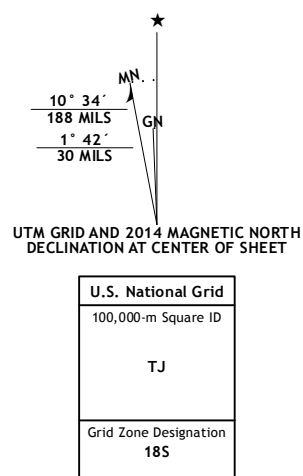 ★
MN
10° 34´
188 MILS
GN
1° 42´
30 MILS
UTM GRID AND 2014 MAGNETIC NORTH
DECLINATION AT CENTER OF SHEET
U.S. National Grid
100,000-m Square ID
TJ
Grid Zone Designation
18S